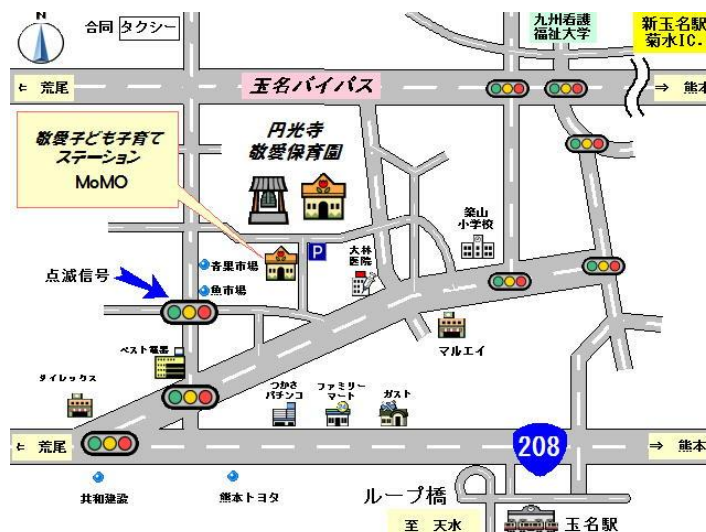 N
合同 タクシー
九州看護
福祉大学
新玉名駅
菊水IC.
⇐ 荒尾
玉名バイパス
⇒ 熊本
敬愛子ども子育て
ステーション
MoMO
円光寺
敬愛保育園
築山
小学校
青果市場
P
大林
医院
点滅信号
魚市場
マルエイ
ベスト電器
ダイレックス
つかさ
パチンコ
ファミリー
マート
ガスト
⇐ 荒尾
208
⇒ 熊本
共和建設
熊本トヨタ
ループ橋
至 天水
玉名駅